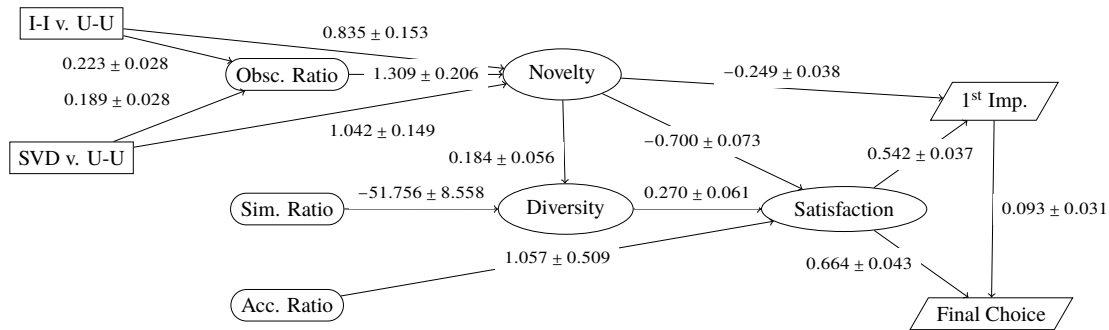 I-I v. U-U
0.835 ± 0.153
0.223 ± 0.028
Obsc. Ratio
1.309 ± 0.206
Novelty
−0.249 ± 0.038
0.189 ± 0.028
1st Imp.
1.042 ± 0.149
SVD v. U-U
0.184 ± 0.056
−0.700 ± 0.073
0.542 ± 0.037
Sim. Ratio
−51.756 ± 8.558
Diversity
0.270 ± 0.061
Satisfaction
0.093 ± 0.031
1.057 ± 0.509
0.664 ± 0.043
Acc. Ratio
Final Choice